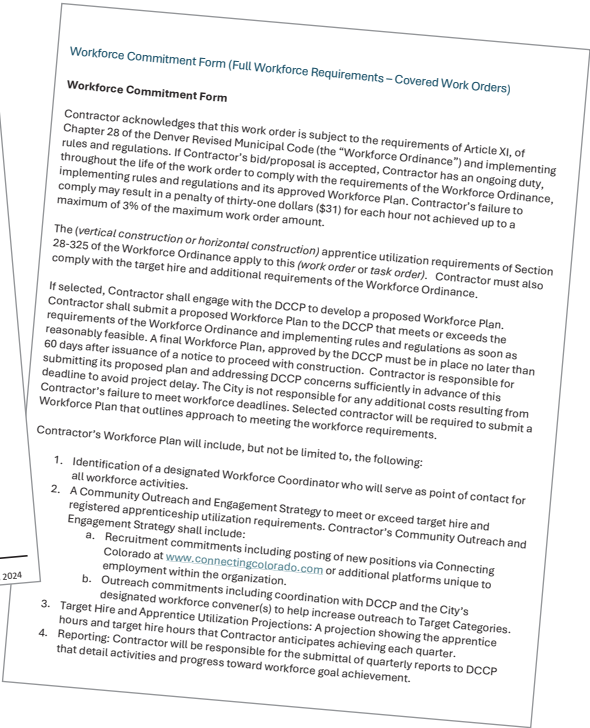 Workforce Commitment Form (Full Workforce Requirements – Covered Work Orders)
Workforce Commitment Form
Contractor acknowledges that this work order is subject to the requirements of Article XI, of
Chapter 28 of the Denver Revised Municipal Code (the “Workforce Ordinance”) and implementing
rules and regulations. If Contractor’s bid/proposal is accepted, Contractor has an ongoing duty,
throughout the life of the work order to comply with the requirements of the Workforce Ordinance,
implementing rules and regulations and its approved Workforce Plan. Contractor’s failure to
comply may result in a penalty of thirty-one dollars ($31) for each hour not achieved up to a
maximum of 3% of the maximum work order amount.
The (vertical construction or horizontal construction) apprentice utilization requirements of Section
28-325 of the Workforce Ordinance apply to this (work order or task order). Contractor must also
comply with the target hire and additional requirements of the Workforce Ordinance.
If selected, Contractor shall engage with the DCCP to develop a proposed Workforce Plan.
Contractor shall submit a proposed Workforce Plan to the DCCP that meets or exceeds the
requirements of the Workforce Ordinance and implementing rules and regulations as soon as
reasonably feasible. A final Workforce Plan, approved by the DCCP must be in place no later than
60 days after issuance of a notice to proceed with construction. Contractor is responsible for
submitting its proposed plan and addressing DCCP concerns sufficiently in advance of this
deadline to avoid project delay. The City is not responsible for any additional costs resulting from
Contractor’s failure to meet workforce deadlines. Selected contractor will be required to submit a
Workforce Plan that outlines approach to meeting the workforce requirements.
Contractor’s Workforce Plan will include, but not be limited to, the following:
1. Identification of a designated Workforce Coordinator who will serve as point of contact for
all workforce activities.
2. A Community Outreach and Engagement Strategy to meet or exceed target hire and
registered apprenticeship utilization requirements. Contractor’s Community Outreach and
Engagement Strategy shall include:
a. Recruitment commitments including posting of new positions via Connecting
Colorado at www.connectingcolorado.com or additional platforms unique to
employment within the organization.
b. Outreach commitments including coordination with DCCP and the City’s
designated workforce convener(s) to help increase outreach to Target Categories.
3. Target Hire and Apprentice Utilization Projections: A projection showing the apprentice
hours and target hire hours that Contractor anticipates achieving each quarter.
4. Reporting: Contractor will be responsible for the submittal of quarterly reports to DCCP
that detail activities and progress toward workforce goal achievement.
2024